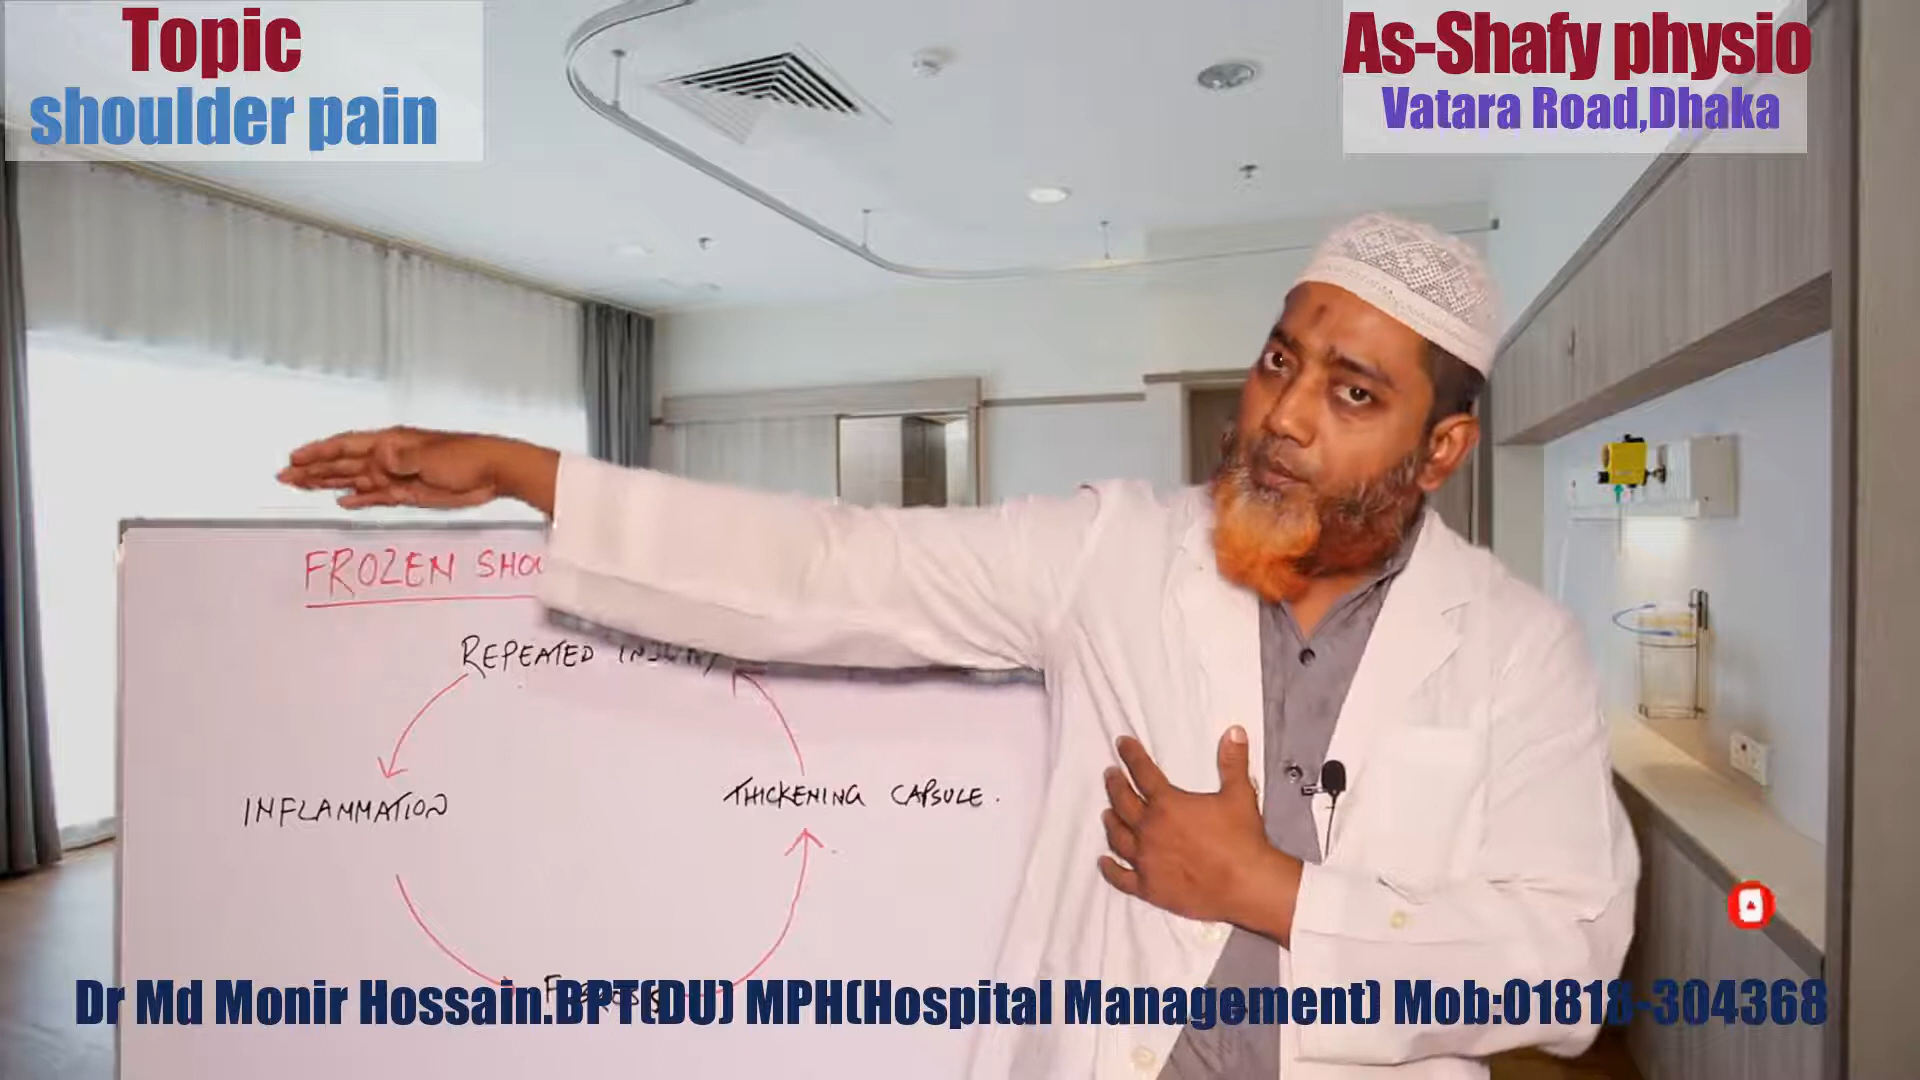 Topic
shoulder pain
As-Shafy physio
Vatara Road,Dhaka
FROZEN
REPEATED INJURY
INFLAMMATION
THICKENING CAPSULE.
Dr Md Monir Hossain.BPT(DU) MPH(Hospital Management) Mob:01818-304368